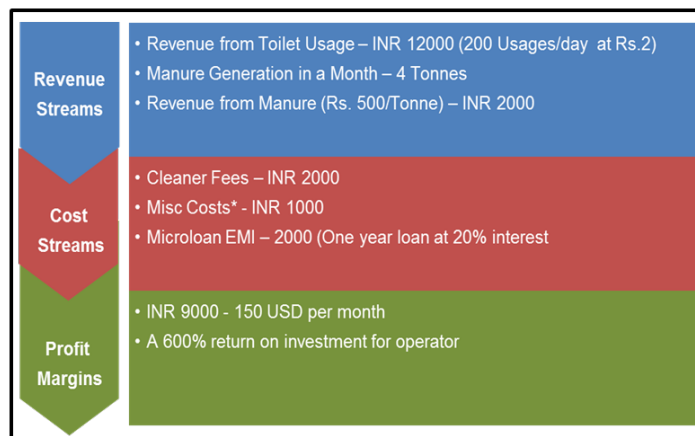 Revenue
Streams
• Revenue from Toilet Usage – INR 12000 (200 Usages/day at Rs.2)
• Manure Generation in a Month – 4 Tonnes
• Revenue from Manure (Rs. 500/Tonne) – INR 2000
Cost
Streams
• Cleaner Fees – INR 2000
• Misc Costs* - INR 1000
• Microloan EMI – 2000 (One year loan at 20% interest
Profit
Margins
• INR 9000 - 150 USD per month
• A 600% return on investment for operator